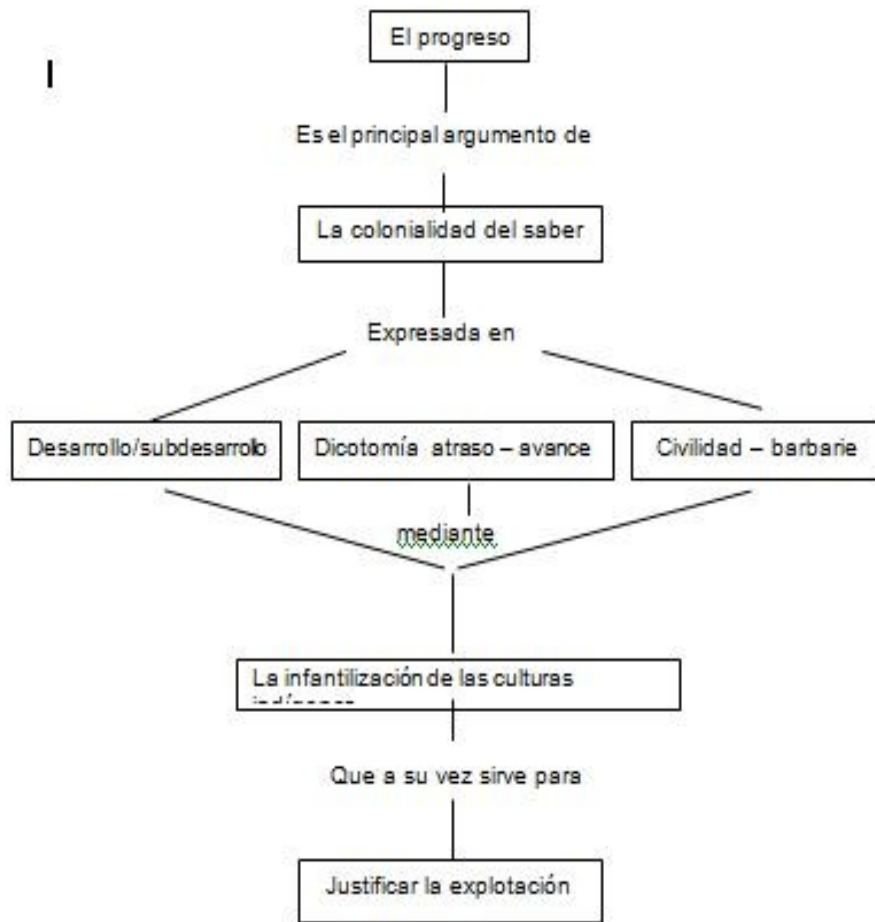 El progreso
I
Es el principal argumento de
La colonialidad del saber
Expresada en
Desarrollo/subdesarrollo
Dicotomía atraso – avance
Civilidad – barbarie
mediante
La infantilización de las culturas
Que a su vez sirve para
Justificar la explotación